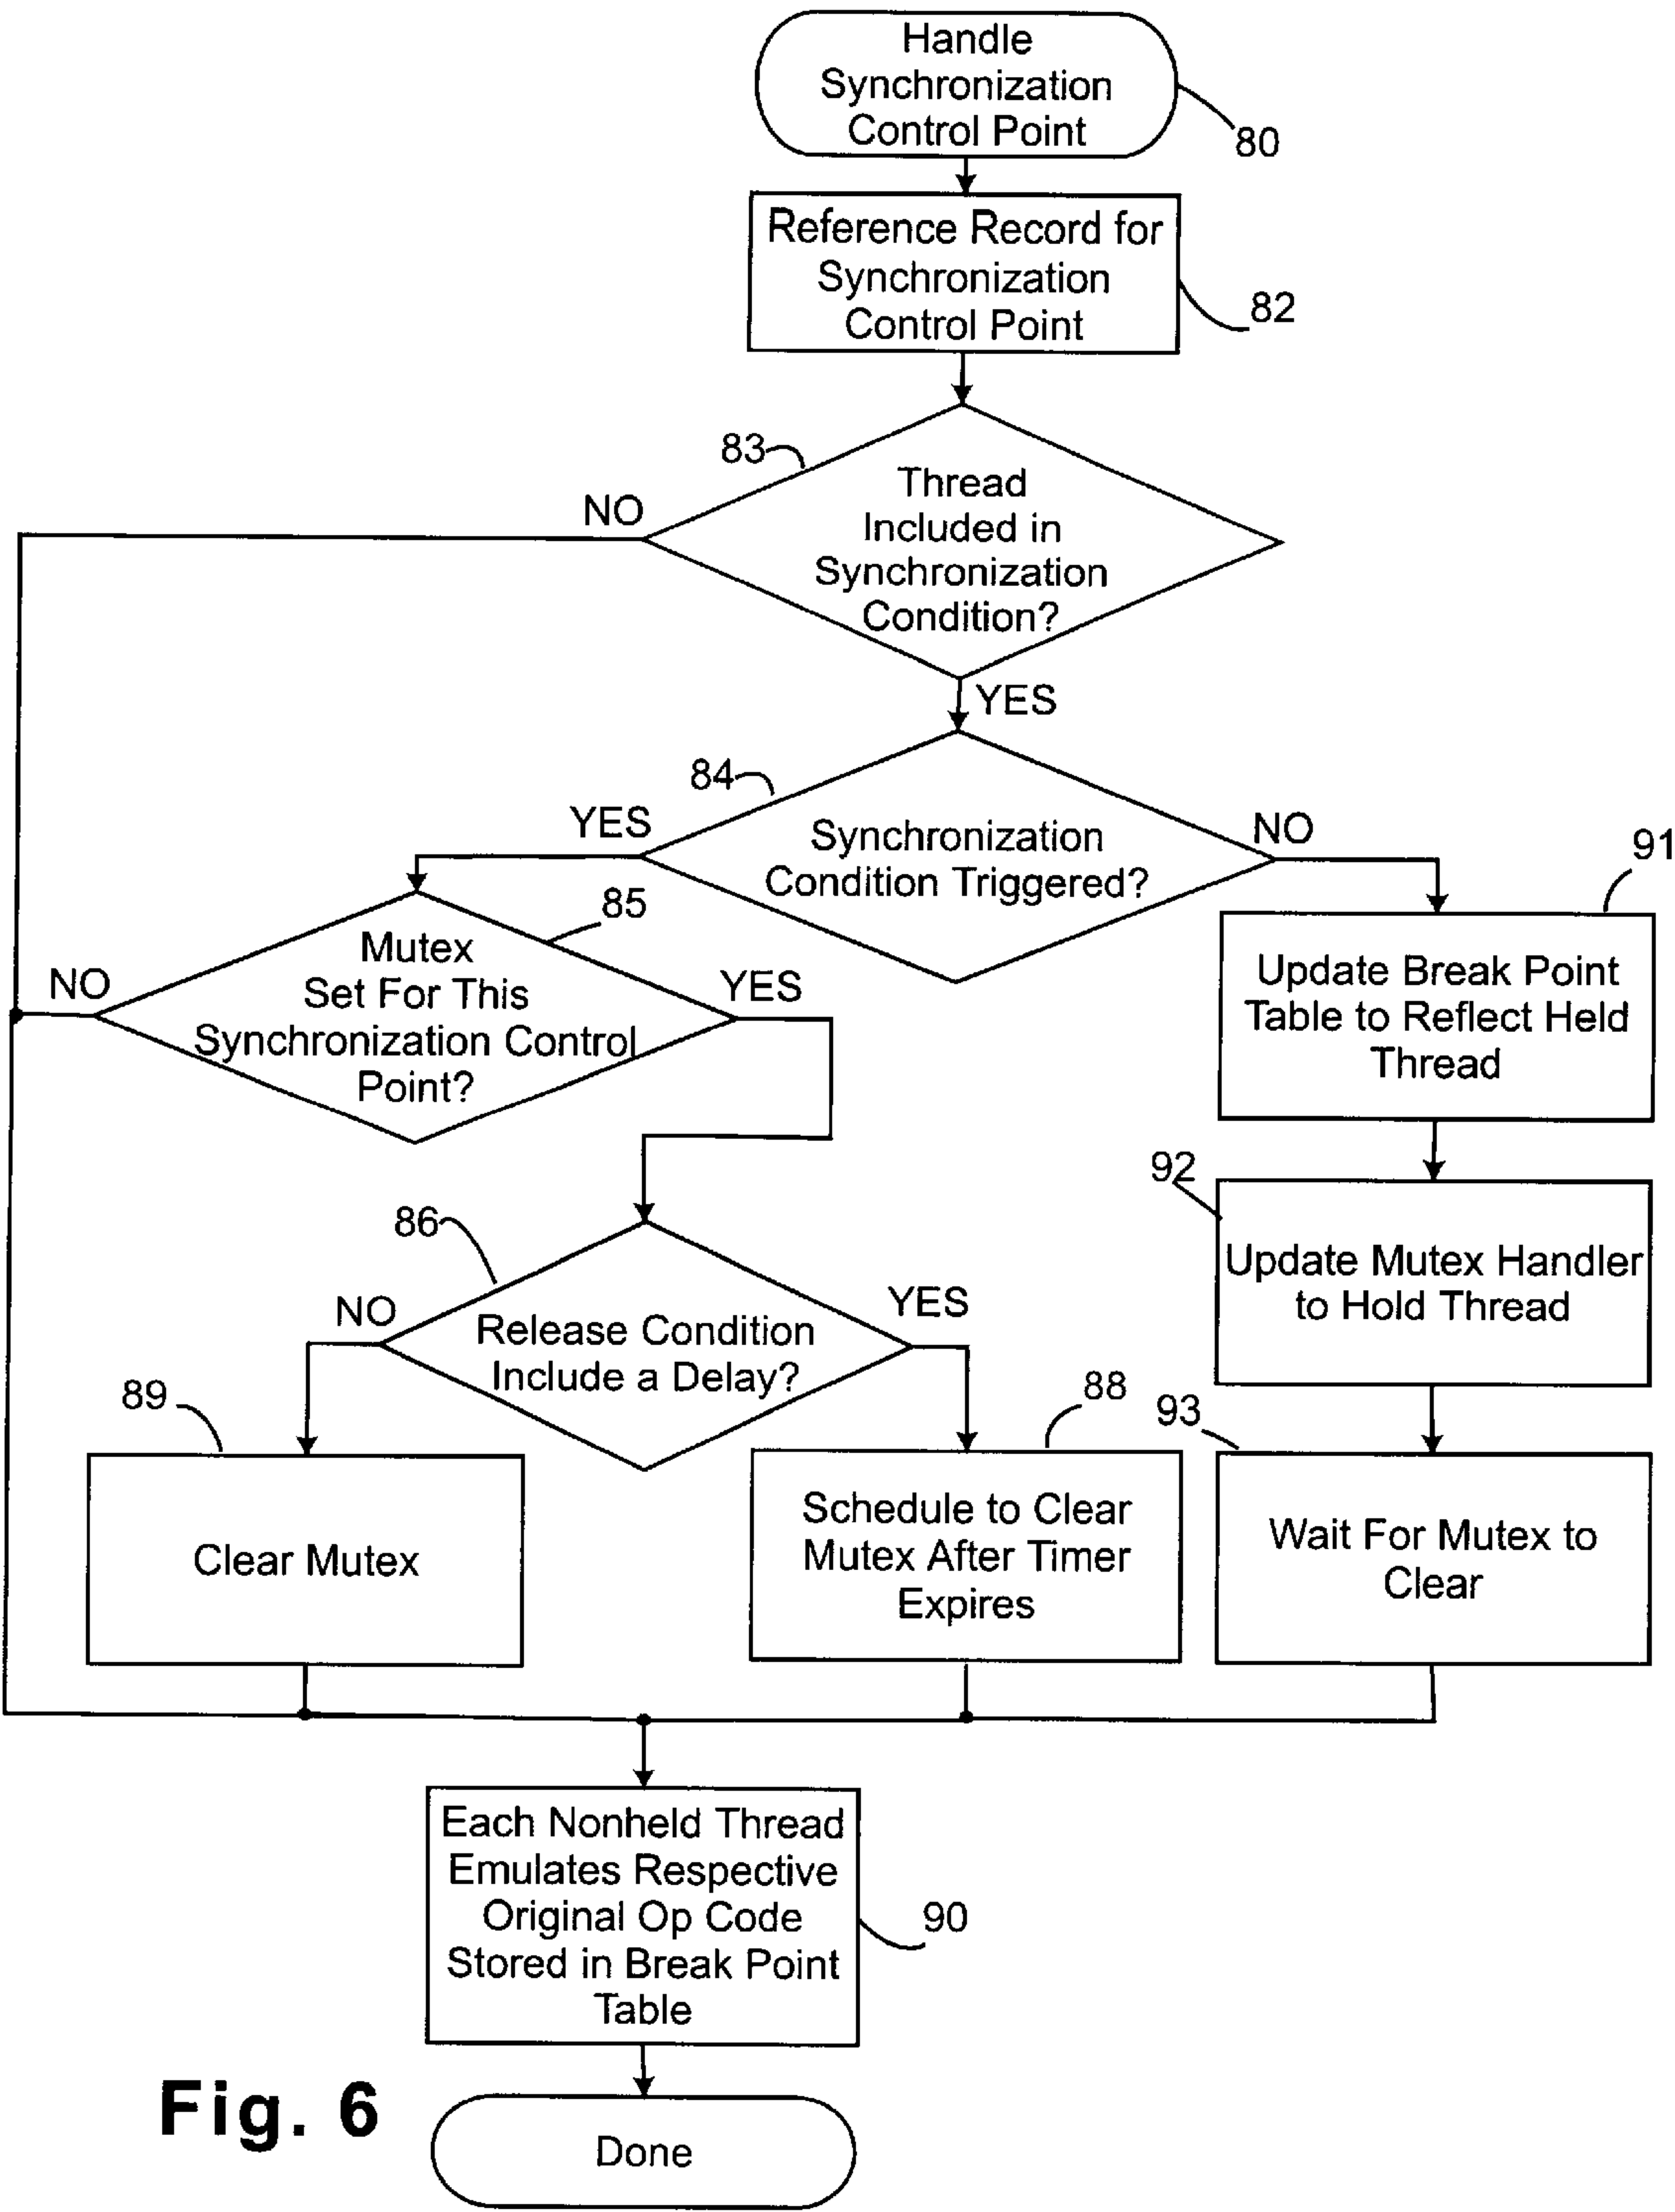 Handle
Synchronization
Control Point
80
Reference Record for
Synchronization
Control Point
82
83
NO
Thread
Included in
Synchronization
Condition?
YES
84
YES
Synchronization
Condition Triggered?
NO
91
85
Mutex
Set For This
Synchronization Control
Point?
NO
YES
Update Break Point
Table to Reflect Held
Thread
92
Update Mutex Handler
to Hold Thread
86
NO
Release Condition
Include a Delay?
YES
89
Clear Mutex
88
Schedule to Clear
Mutex After Timer
Expires
93
Wait For Mutex to
Clear
Each Nonheld Thread
Emulates Respective
Original Op Code
Stored in Break Point
Table
90
Fig. 6
Done